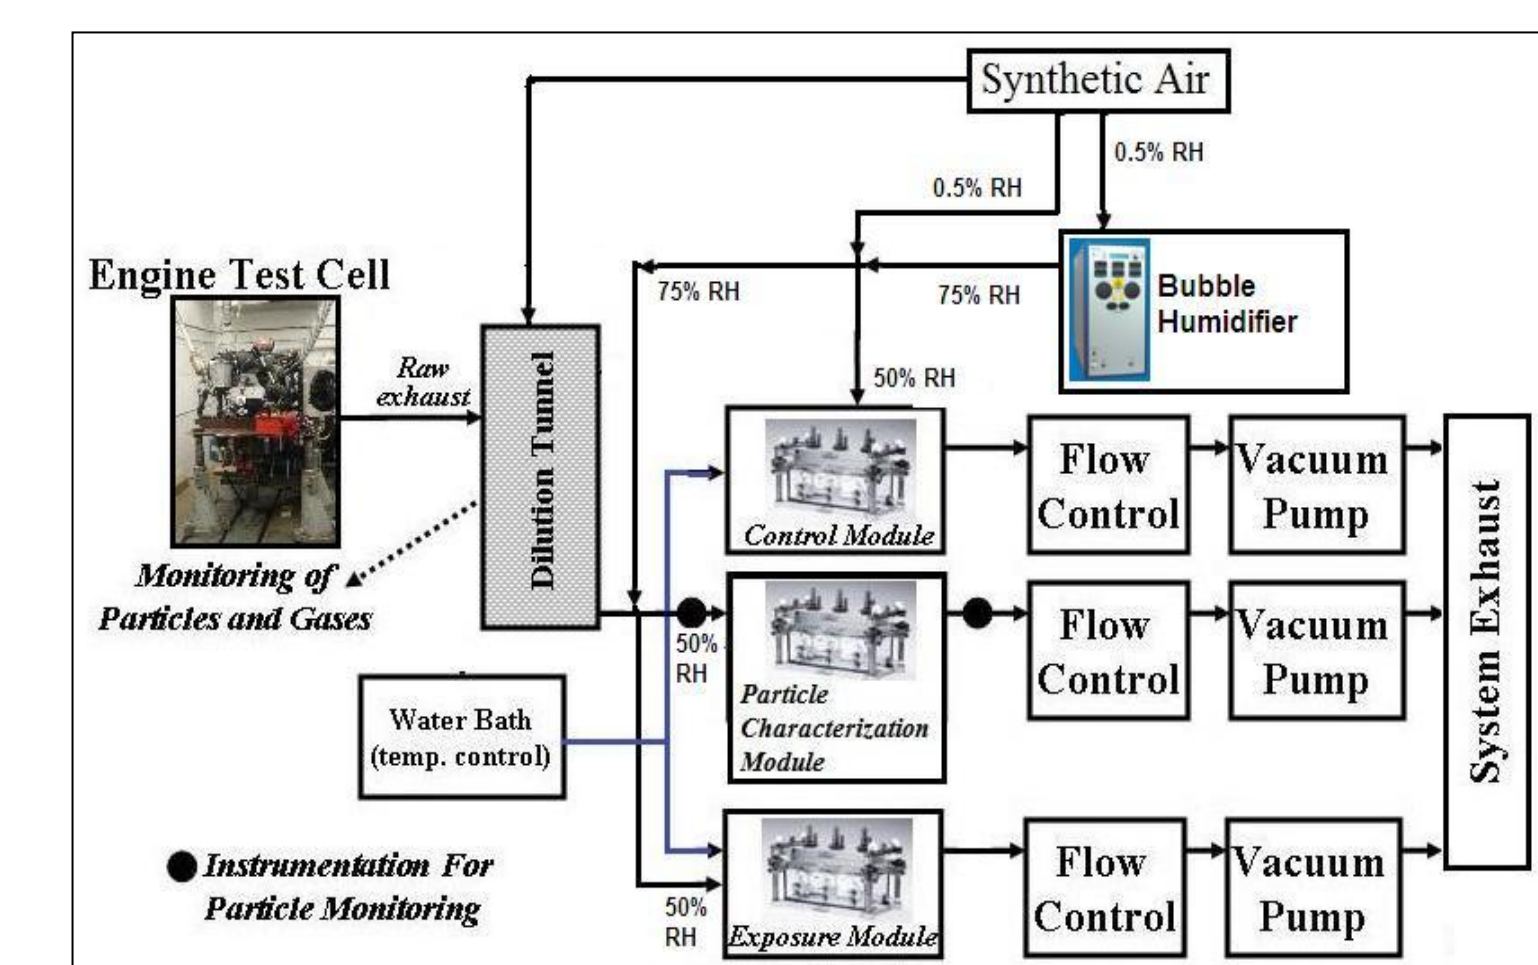 Synthetic Air
0.5% RH
0.5% RH
Engine Test Cell
75% RH
75% RH
Bubble
Humidifier
Raw
exhaust
Dilution Tunnel
50% RH
Control Module
Flow
Control
Vacuum
Pump
System Exhaust
Monitoring of
Particles and Gases
50%
RH
Particle
Characterization
Module
Flow
Control
Vacuum
Pump
Water Bath
(temp. control)
Instrumentation For
Particle Monitoring
50%
RH
Exposure Module
Flow
Control
Vacuum
Pump